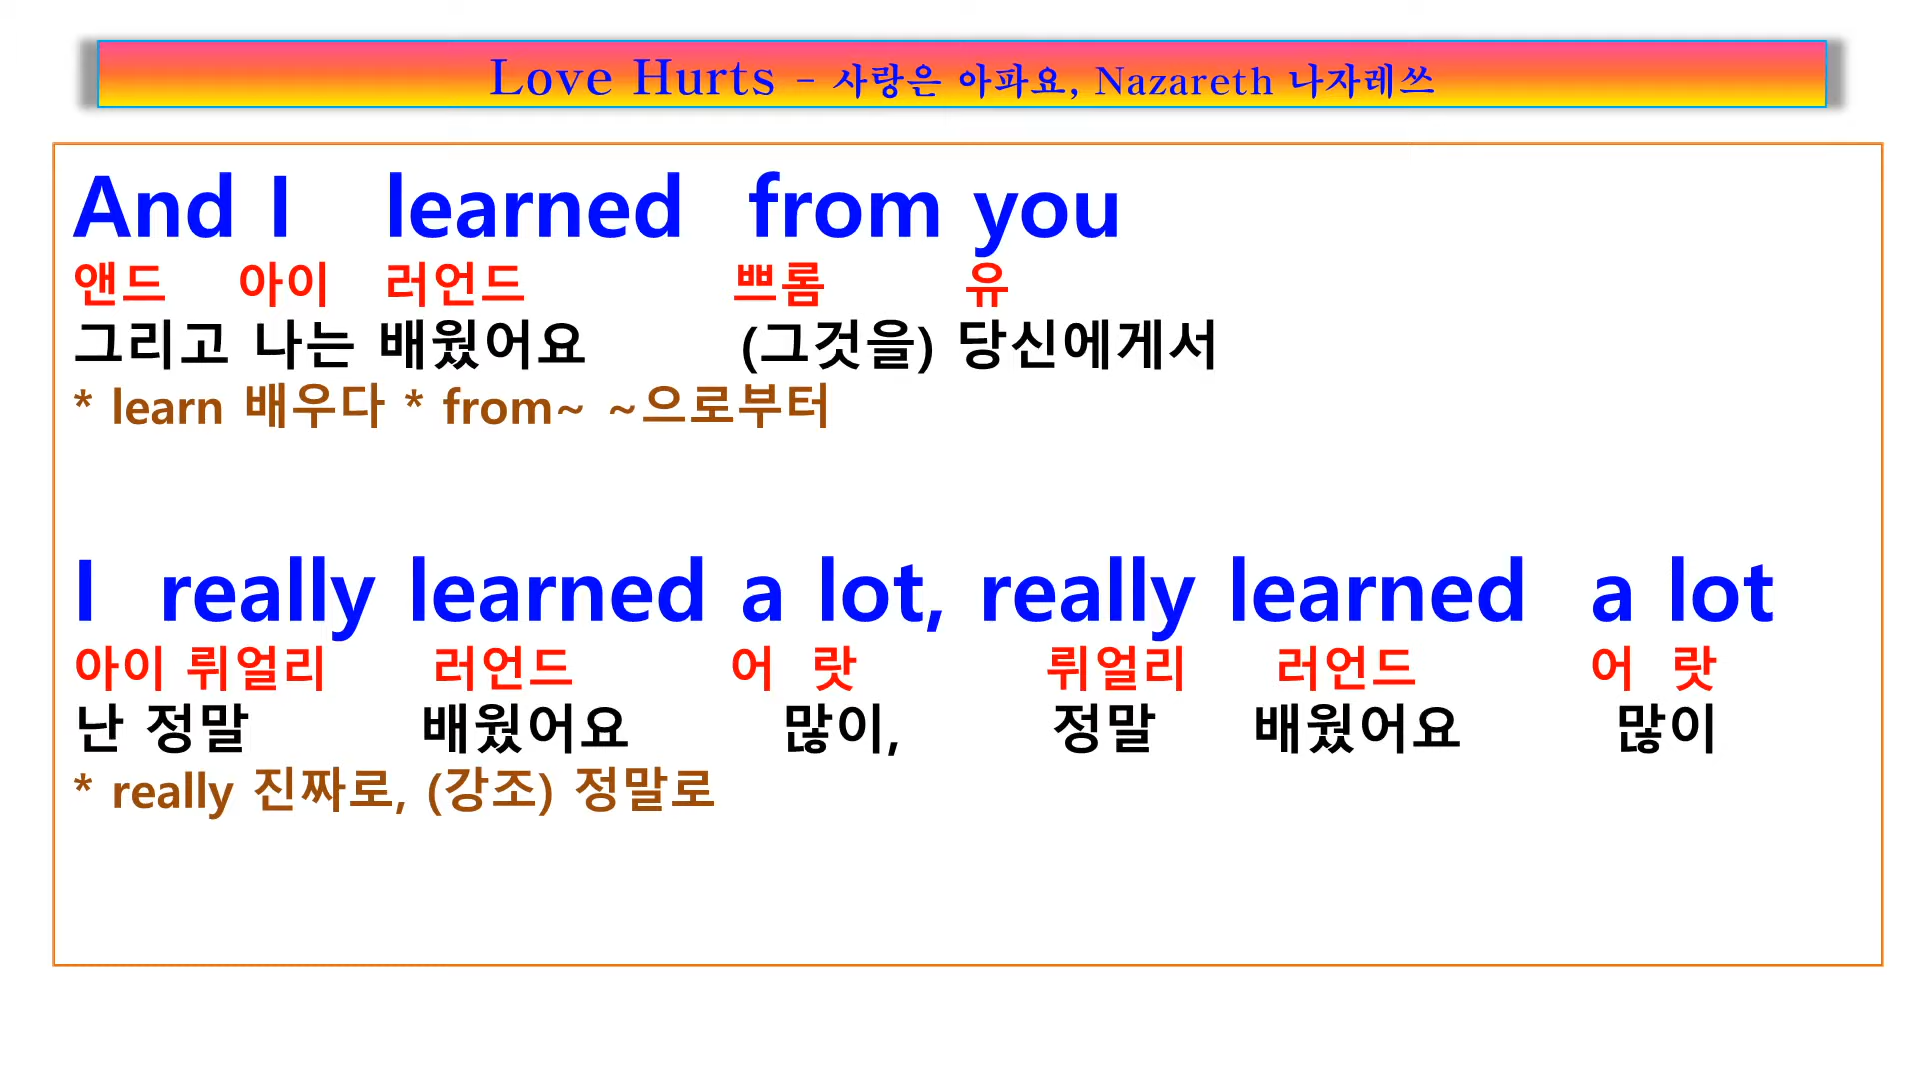 Love Hurts - 사랑은 아파요, Nazareth 나자레쓰
And I learned from you
앤드 아이 러언드 쁘롬 유
그리고 나는 배웠어요 (그것을) 당신에게서
* learn 배우다 * from~ ~으로부터
I really learned a lot, really learned a lot
아이 뤼얼리 러언드 어 랏 뤼얼리 러언드 어 랏
난 정말 배웠어요 많이, 정말 배웠어요 많이
* really 진짜로, (강조) 정말로